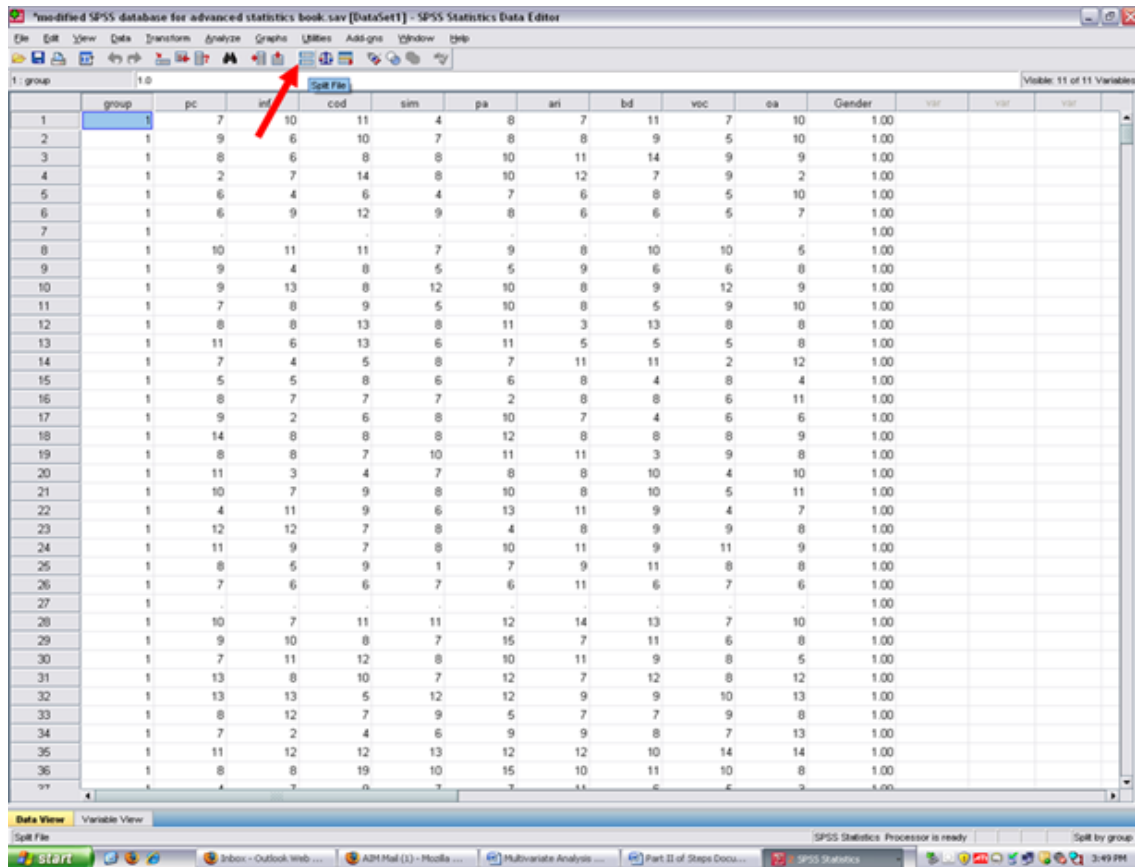 *modified SPSS database for advanced statistics book.sav [DataSet1] - SPSS Statistics Data Editor
File Edit View Data Transform Analyze Graphs Utilities Add-ons Window Help
1 : group 1.0 Split File Visible: 11 of 11 Variables
group pc inf cod sim pa ari bd voc oa Gender var var var
1 1 7 10 11 4 8 7 11 7 10 1.00
2 1 9 6 10 7 8 8 9 5 10 1.00
3 1 8 6 8 8 10 11 14 9 9 1.00
4 1 2 7 14 8 10 12 7 9 2 1.00
5 1 6 4 6 4 7 6 8 5 10 1.00
6 1 6 9 12 9 8 6 6 5 7 1.00
7 1 . . . . . . . . . 1.00
8 1 10 11 11 7 9 8 10 10 5 1.00
9 1 9 4 8 5 5 9 6 6 8 1.00
10 1 9 13 8 12 10 8 9 12 9 1.00
11 1 7 8 9 5 10 8 5 9 10 1.00
12 1 8 8 13 8 11 3 13 8 8 1.00
13 1 11 6 13 6 11 5 5 5 8 1.00
14 1 7 4 5 8 7 11 11 2 12 1.00
15 1 5 5 8 6 6 8 4 8 4 1.00
16 1 8 7 7 7 2 8 8 6 11 1.00
17 1 9 2 6 8 10 7 4 6 6 1.00
18 1 14 8 8 8 12 8 8 8 9 1.00
19 1 8 8 7 10 11 11 3 9 8 1.00
20 1 11 3 4 7 8 8 10 4 10 1.00
21 1 10 7 9 8 10 8 10 5 11 1.00
22 1 4 11 9 6 13 11 9 4 7 1.00
23 1 12 12 7 8 4 8 9 9 8 1.00
24 1 11 9 7 8 10 11 9 11 9 1.00
25 1 8 5 9 1 7 9 11 8 8 1.00
26 1 7 6 6 7 6 11 6 7 6 1.00
27 1 . . . . . . . . . 1.00
28 1 10 7 11 11 12 14 13 7 10 1.00
29 1 9 10 8 7 15 7 11 6 8 1.00
30 1 7 11 12 8 10 11 9 8 5 1.00
31 1 13 8 10 7 12 7 12 8 12 1.00
32 1 13 13 5 12 12 9 9 10 13 1.00
33 1 8 12 7 9 5 7 7 9 8 1.00
34 1 7 2 4 6 9 9 8 7 13 1.00
35 1 11 12 12 13 12 12 10 14 14 1.00
36 1 8 8 19 10 15 10 11 10 8 1.00
Data View Variable View
Split File SPSS Statistics Processor is ready Split by group
start Inbox - Outlook Web ... AIM Mail (1) - Mozilla ... Multivariate Analysis ... Part II of Steps Docu... SPSS Statistics 3:49 PM